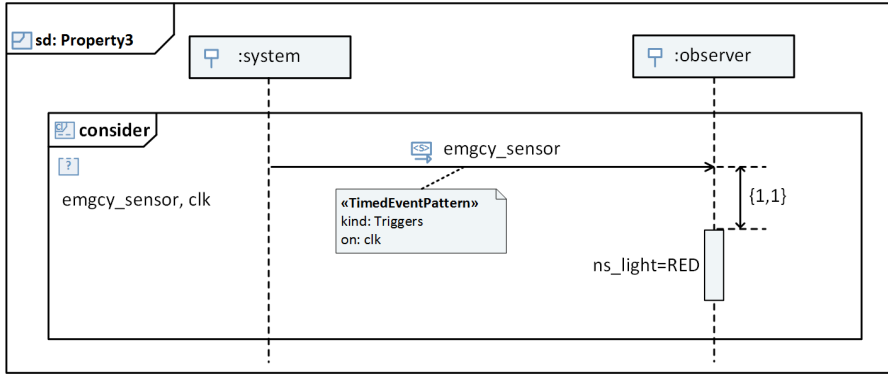 sd: Property3
:system
:observer
consider
emgcy_sensor
[?]
emgcy_sensor, clk
«TimedEventPattern»
kind: Triggers
on: clk
{1,1}
ns_light=RED